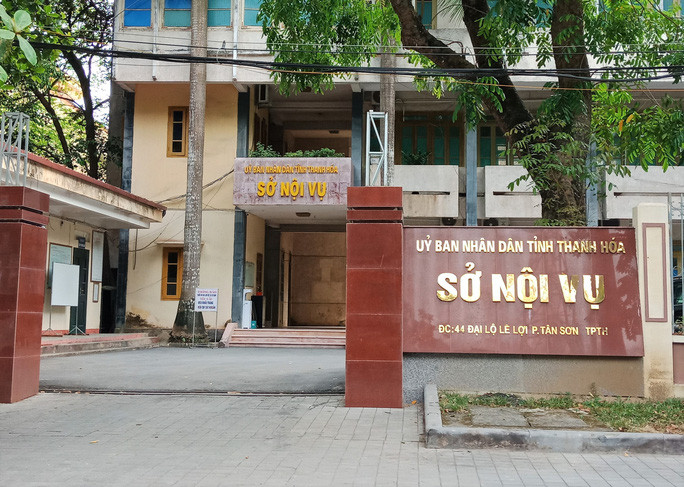 ỦY BAN NHÂN DÂN TỈNH THANH HÓA
SỞ NỘI VỤ
UỶ BAN NHÂN DÂN TỈNH THANH HÓA
SỞ NỘI VỤ
ĐC:44 ĐẠI LỘ LÊ LỢI P.TÂN SƠN TPTH